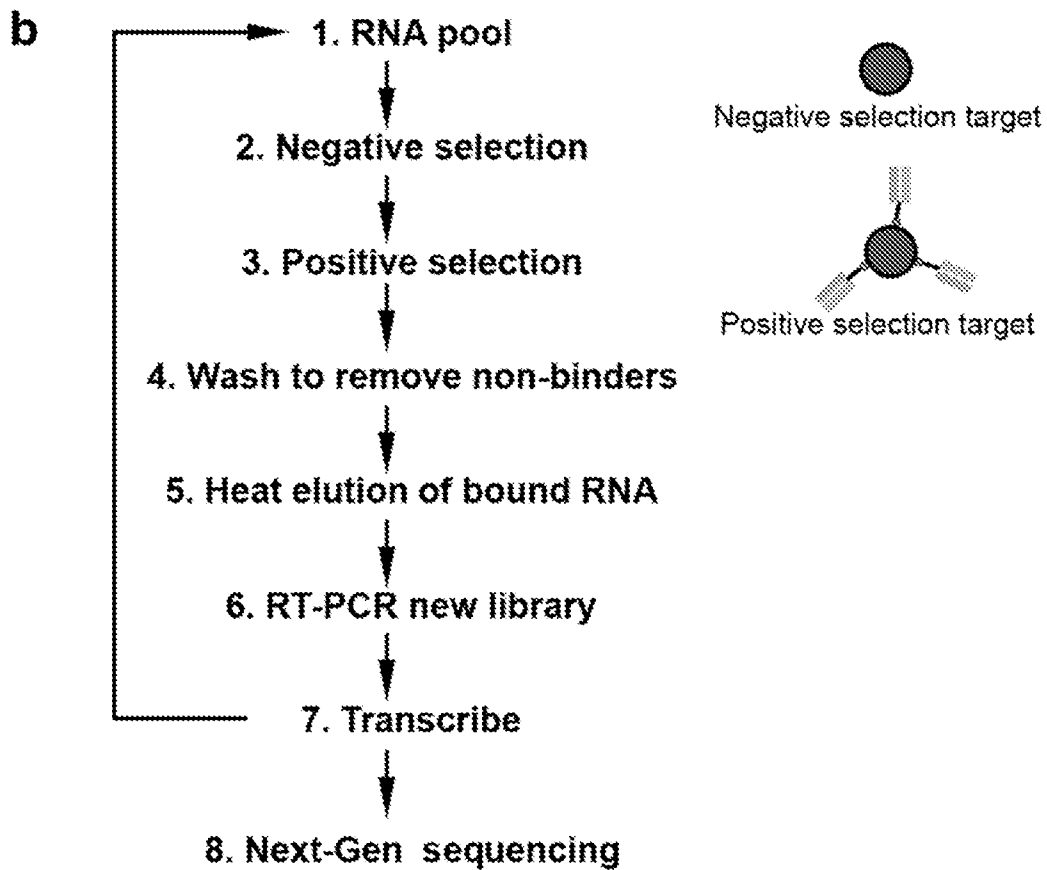 b
1. RNA pool
2. Negative selection
3. Positive selection
4. Wash to remove non-binders
5. Heat elution of bound RNA
6. RT-PCR new library
7. Transcribe
8. Next-Gen sequencing
Negative selection target
Positive selection target